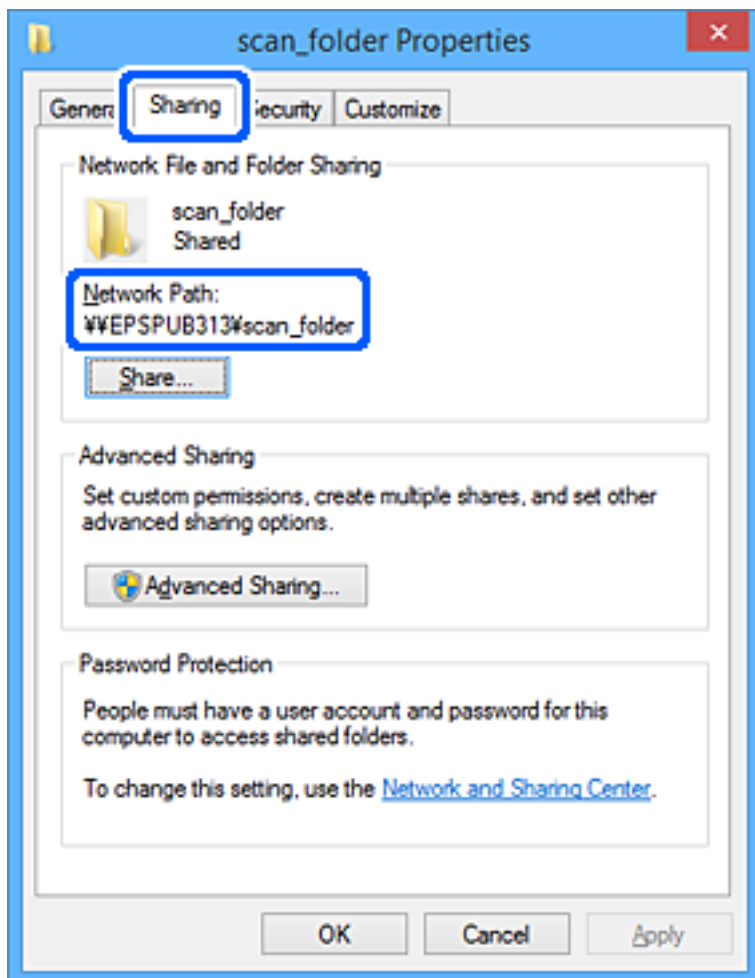 scan_folder Properties
General Sharing Security Customize
Network File and Folder Sharing
scan_folder
Shared
Network Path:
¥¥EPSPUB313¥scan_folder
Share...
Advanced Sharing
Set custom permissions, create multiple shares, and set other
advanced sharing options.
Advanced Sharing...
Password Protection
People must have a user account and password for this
computer to access shared folders.
To change this setting, use the Network and Sharing Center.
OK Cancel Apply